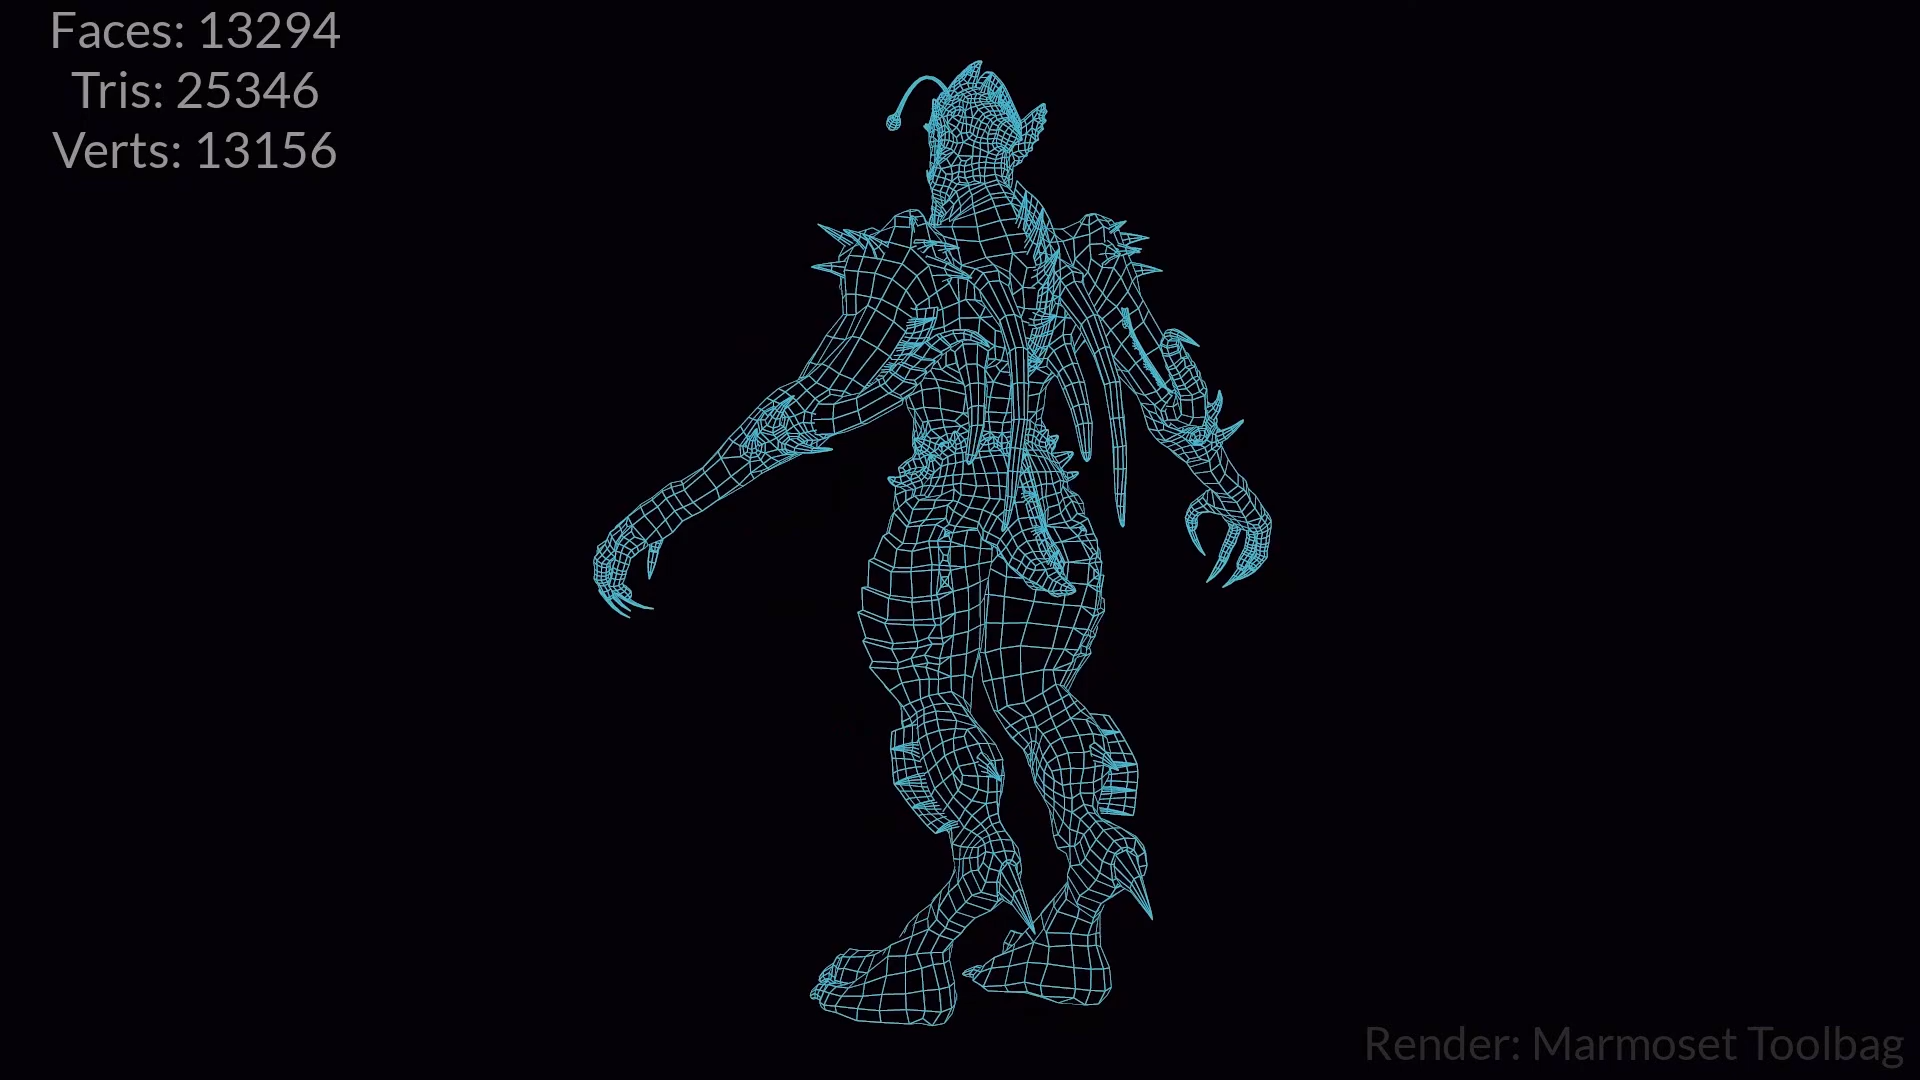 Faces: 13294
Tris: 25346
Verts: 13156
Render: Marmoset Toolbag